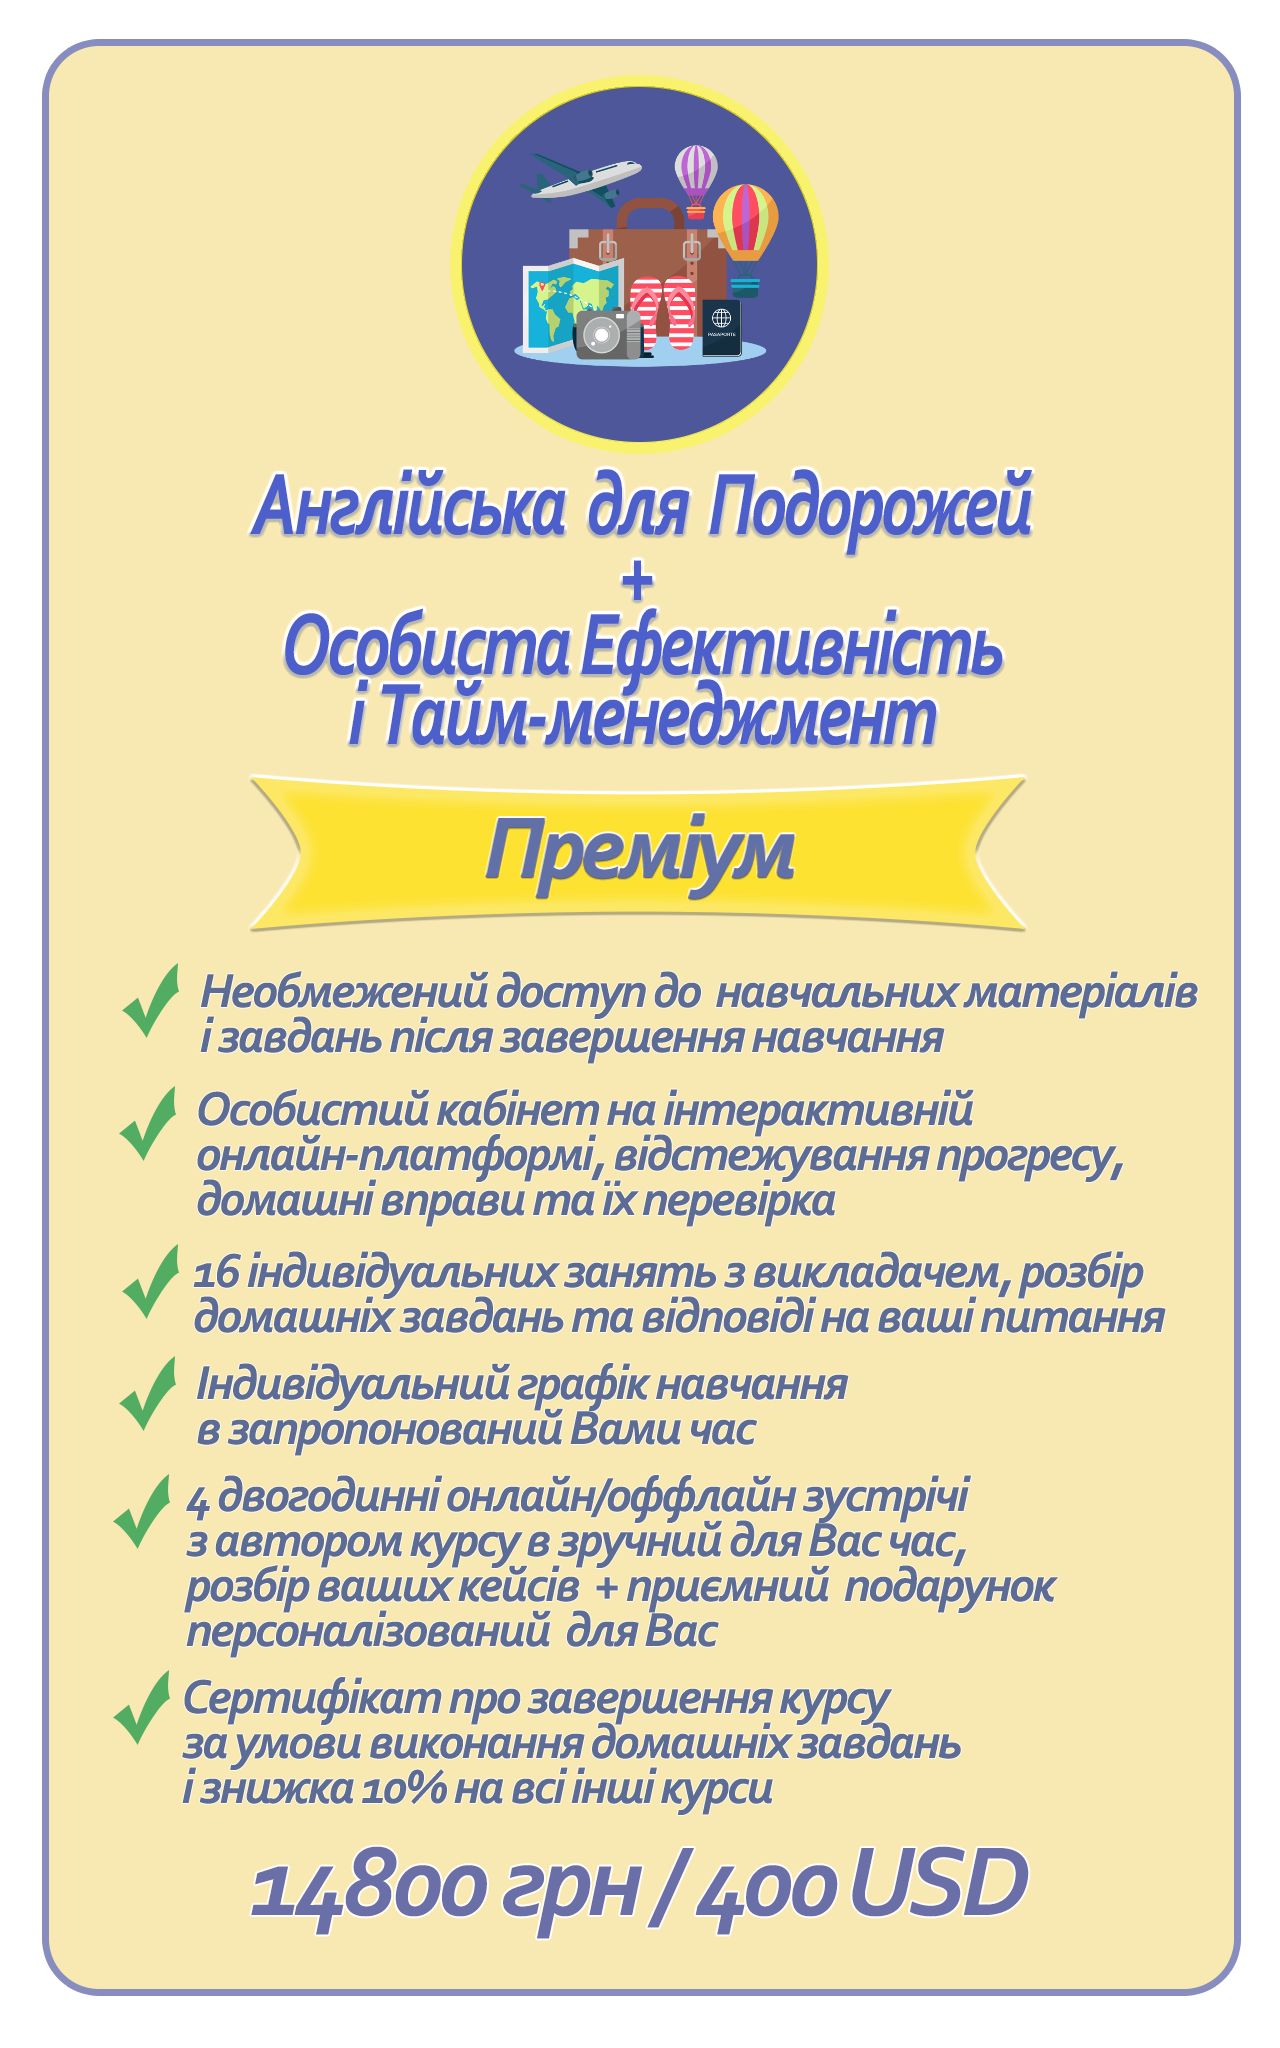 PASAPORTE
Англійська для Подорожей
+
Особиста Ефективність
і Тайм-менеджмент
Преміум
Необмежений доступ до навчальних матеріалів
і завдань після завершення навчання
Особистий кабінет на інтерактивній
онлайн-платформі, відстежування прогресу,
домашні вправи та їх перевірка
16 індивідуальних занять з викладачем, розбір
домашніх завдань та відповіді на ваші питання
Індивідуальний графік навчання
в запропонований Вами час
4 двогодинні онлайн/оффлайн зустрічі
з автором курсу в зручний для Вас час,
розбір ваших кейсів + приємний подарунок
персоналізований для Вас
Сертифікат про завершення курсу
за умови виконання домашніх завдань
і знижка 10% на всі інші курси
14800 грн / 400 USD